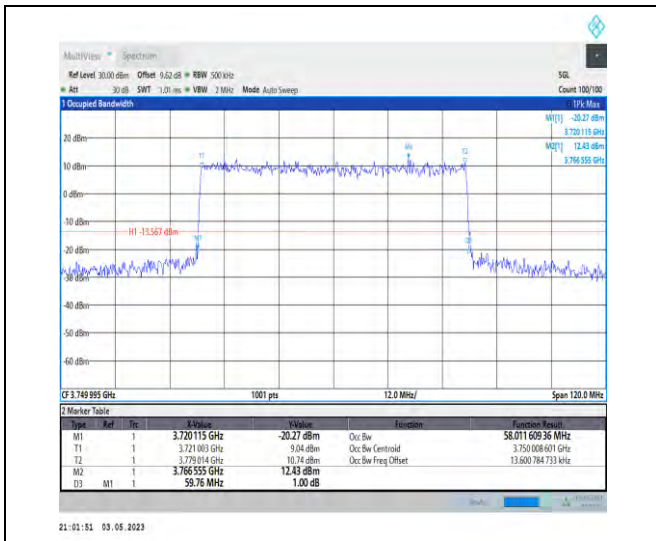 MultiView Spectrum
Ref Level 30.00 dBm Offset 9.62 dB RBW 500 kHz SGL
Att 30 dB SWT 1.01 ms VBW 2 MHz Mode Auto Sweep Count 100/100
1 Occupied Bandwidth 1Pk Max
M1[1] -20.27 dBm
3.720 115 GHz
20 dBm
M2[1] 12.43 dBm
3.766 555 GHz
10 dBm
0 dBm
-10 dBm
H1 -13.567 dBm
M1
-20 dBm
-30 dBm
-40 dBm
-50 dBm
-60 dBm
CF 3.749 995 GHz 1001 pts 12.0 MHz/ Span 120.0 MHz
2 Marker Table
Type Ref Trc X-Value Y-Value Function Function Result
M1 1 3.720 115 GHz -20.27 dBm Occ Bw 58.011 609 36 MHz
T1 1 3.721 003 GHz 9.04 dBm Occ Bw Centroid 3.750 008 601 GHz
T2 1 3.779 014 GHz 10.74 dBm Occ Bw Freq Offset 13.600 784 733 kHz
M2 1 3.766 555 GHz 12.43 dBm
D3 M1 1 59.76 MHz 1.00 dB
21:01:51 03.05.2023